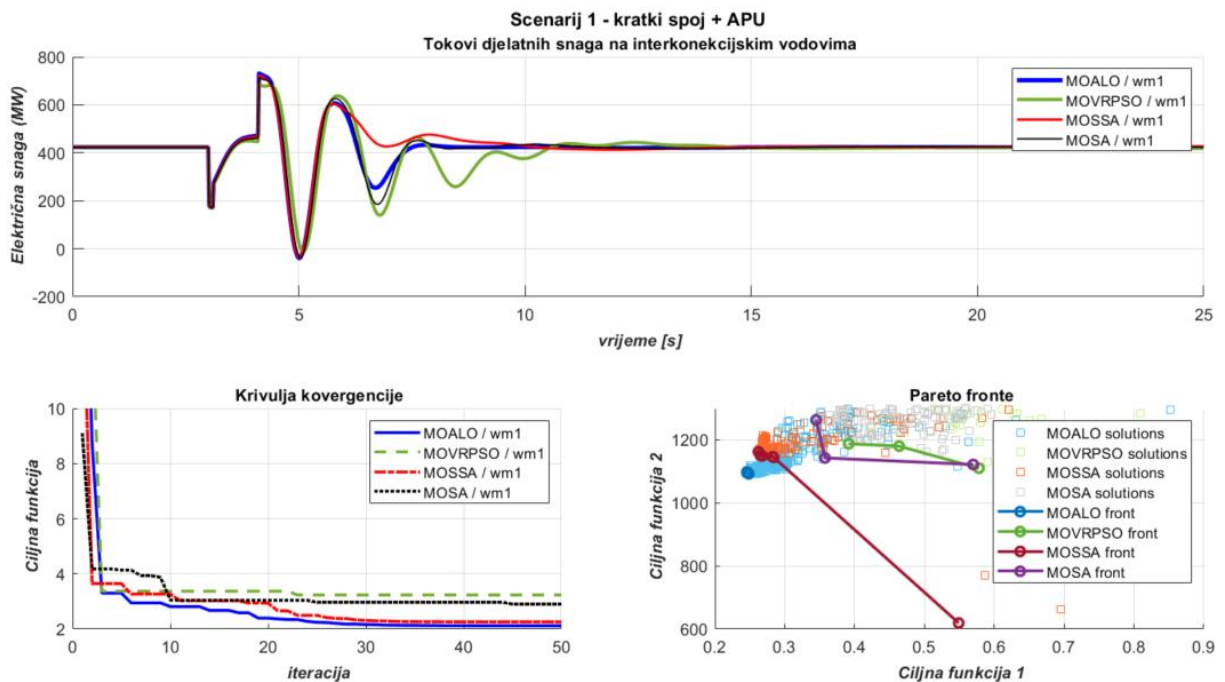 Scenarij 1 - kratki spoj + APU
Tokovi djelatnih snaga na interkonekcijskim vodovima
Električna snaga (MW)
800
600
400
200
0
-200
0
5
10
15
20
25
vrijeme [s]
MOALO / wm1
MOVRPSO / wm1
MOSSA / wm1
MOSA / wm1
Krivulja kovergencije
Ciljna funkcija
10
8
6
4
2
0
10
20
30
40
50
iteracija
MOALO / wm1
MOVRPSO / wm1
MOSSA / wm1
MOSA / wm1
Pareto fronte
Ciljna funkcija 2
1200
1000
800
600
0.2
0.3
0.4
0.5
0.6
0.7
0.8
0.9
Ciljna funkcija 1
MOALO solutions
MOVRPSO solutions
MOSSA solutions
MOSA solutions
MOALO front
MOVRPSO front
MOSSA front
MOSA front